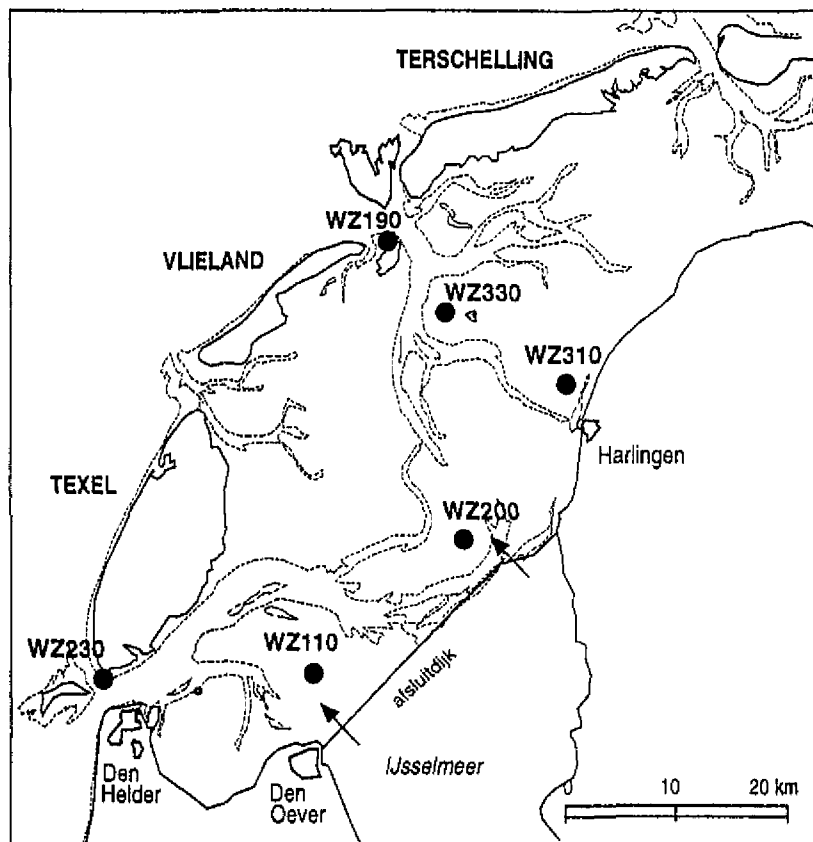 TERSCHELLING
WZ190
VLIELAND
WZ330
WZ310
Harlingen
TEXEL
WZ200
WZ230
WZ110
afsluitdijk
IJsselmeer
Den
Helder
Den
Oever
0 10 20 km